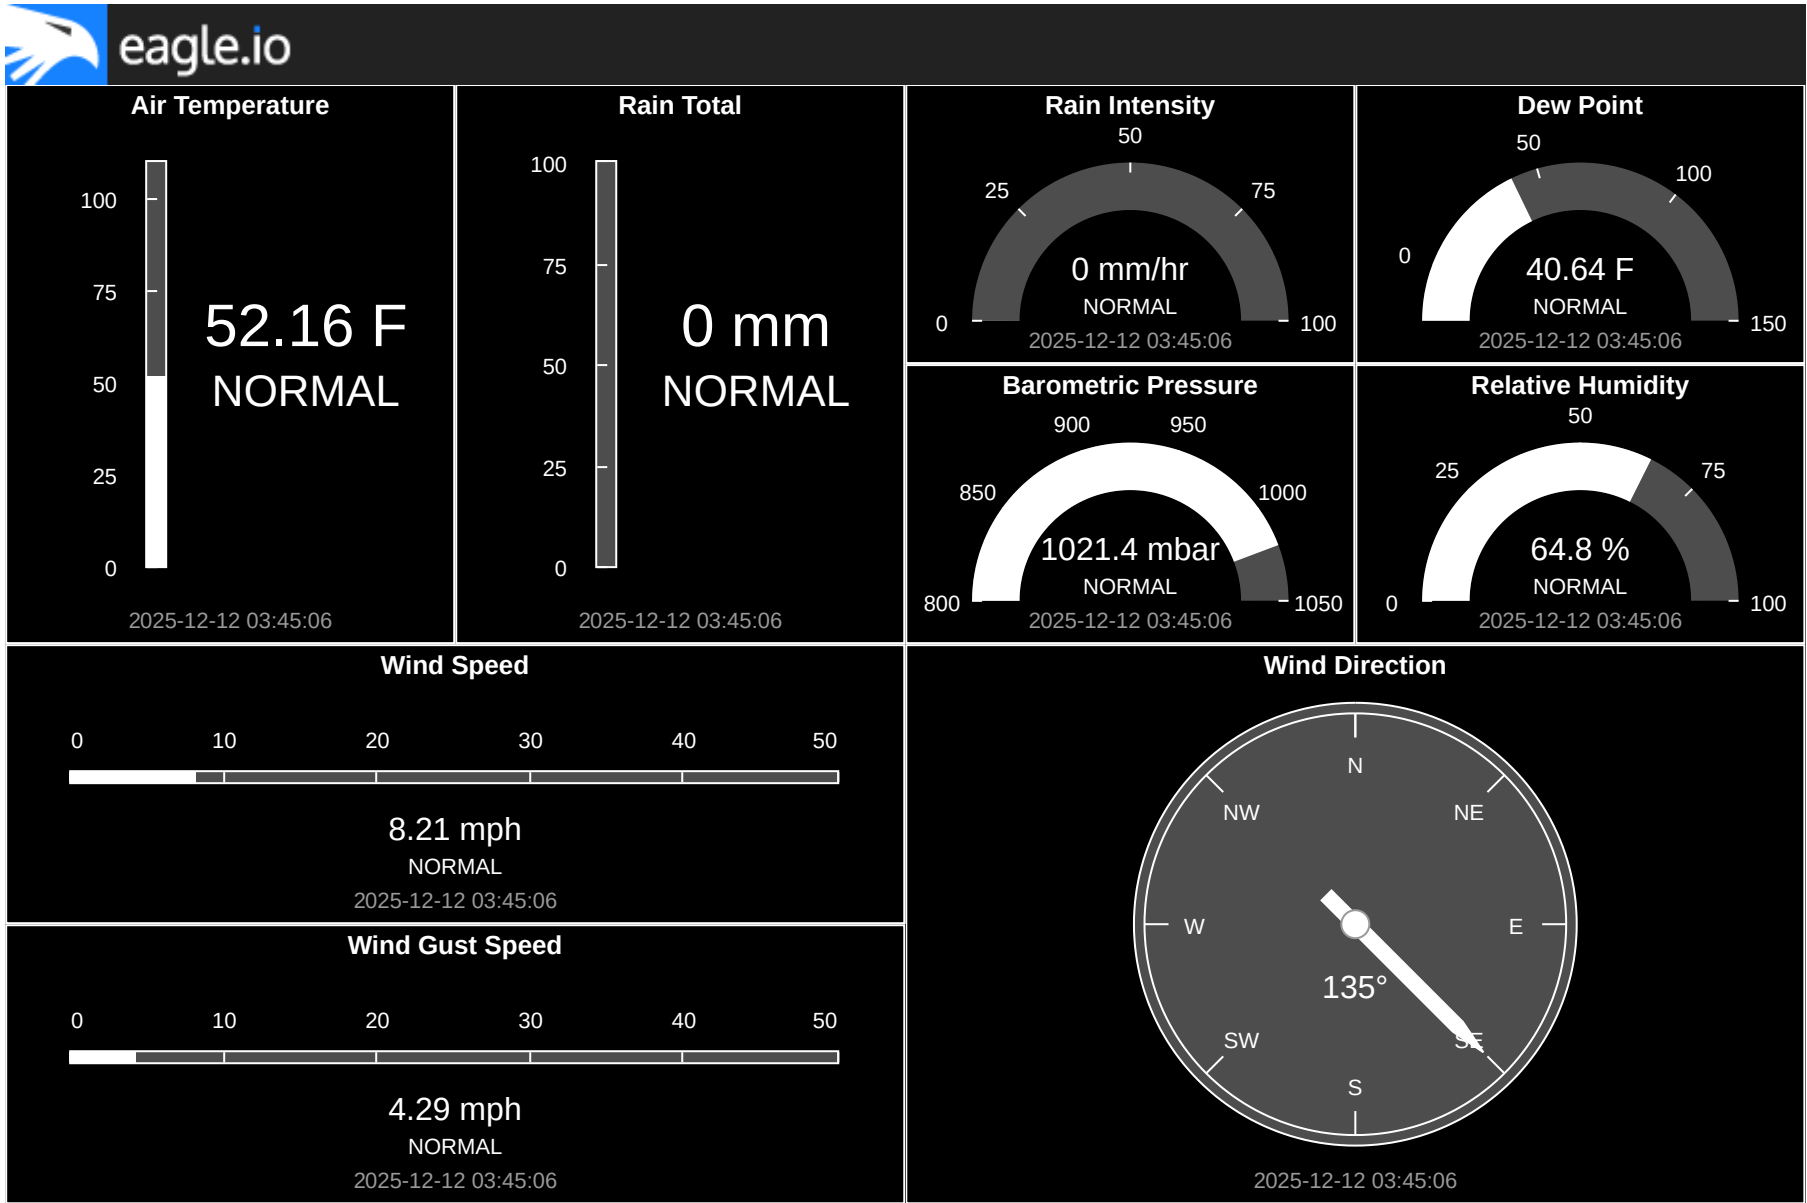 eagle.io
Air Temperature
100
75
50
25
0
52.16 F
NORMAL
2025-12-12 03:45:06
Rain Total
100
75
50
25
0
0 mm
NORMAL
2025-12-12 03:45:06
Rain Intensity
50
25
75
0
100
0 mm/hr
NORMAL
2025-12-12 03:45:06
Dew Point
50
100
0
150
40.64 F
NORMAL
2025-12-12 03:45:06
Barometric Pressure
900
950
850
1000
800
1050
1021.4 mbar
NORMAL
2025-12-12 03:45:06
Relative Humidity
50
25
75
0
100
64.8 %
NORMAL
2025-12-12 03:45:06
Wind Speed
0 10 20 30 40 50
8.21 mph
NORMAL
2025-12-12 03:45:06
Wind Gust Speed
0 10 20 30 40 50
4.29 mph
NORMAL
2025-12-12 03:45:06
Wind Direction
N
NW NE
W E
135°
SW SE
S
2025-12-12 03:45:06